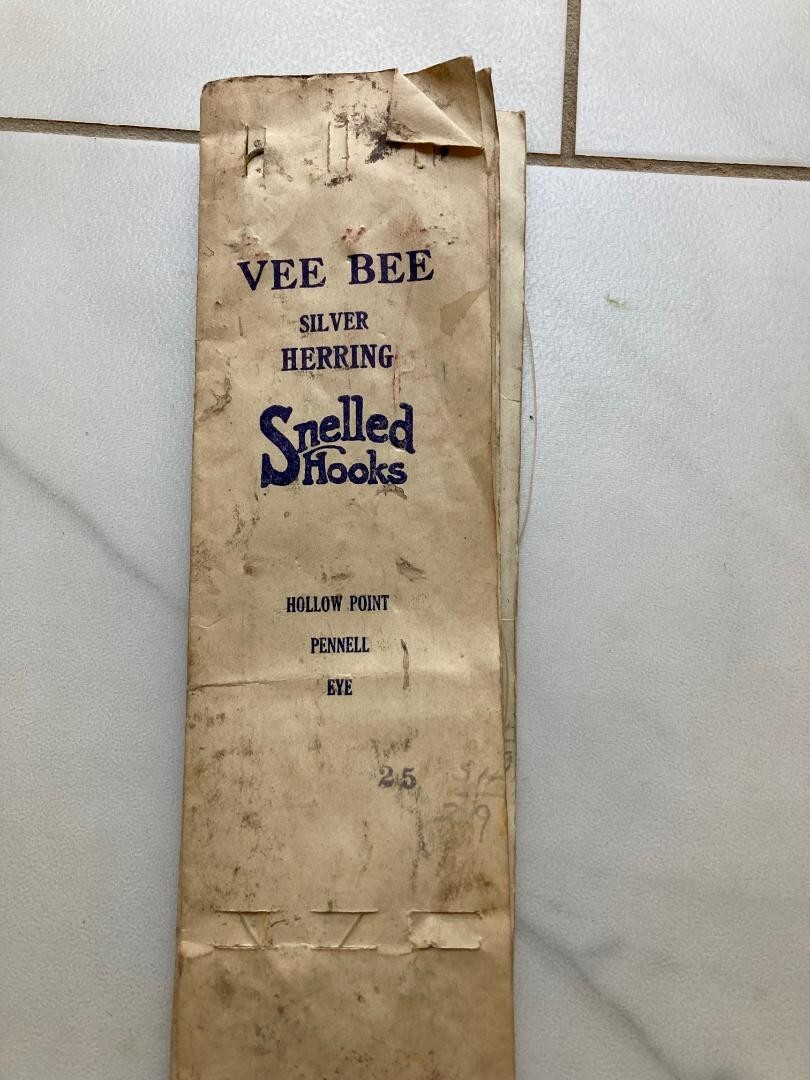 VEE BEE
SILVER
HERRING
Snelled
Hooks
HOLLOW POINT
PENNELL
EYE
25